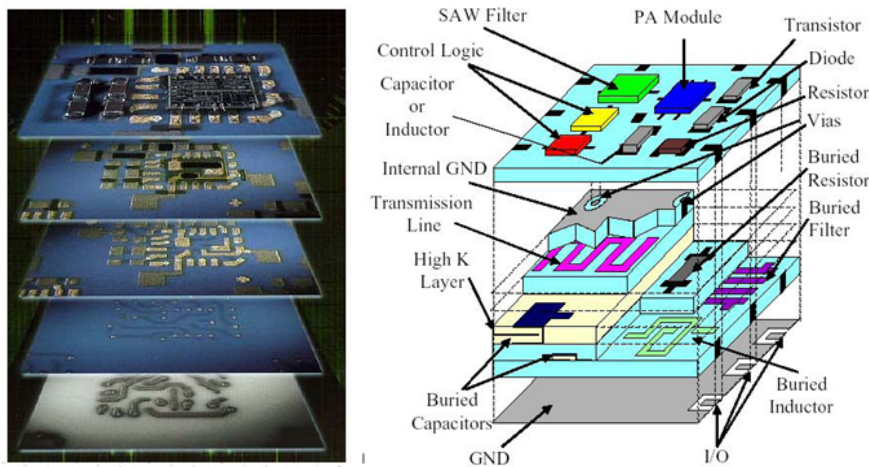 SAW Filter
PA Module
Transistor
Control Logic
Diode
Capacitor
or
Inductor
Resistor
Vias
Internal GND
Buried
Resistor
Transmission
Line
Buried
Filter
High K
Layer
Buried
Capacitors
Buried
Inductor
GND
I/O